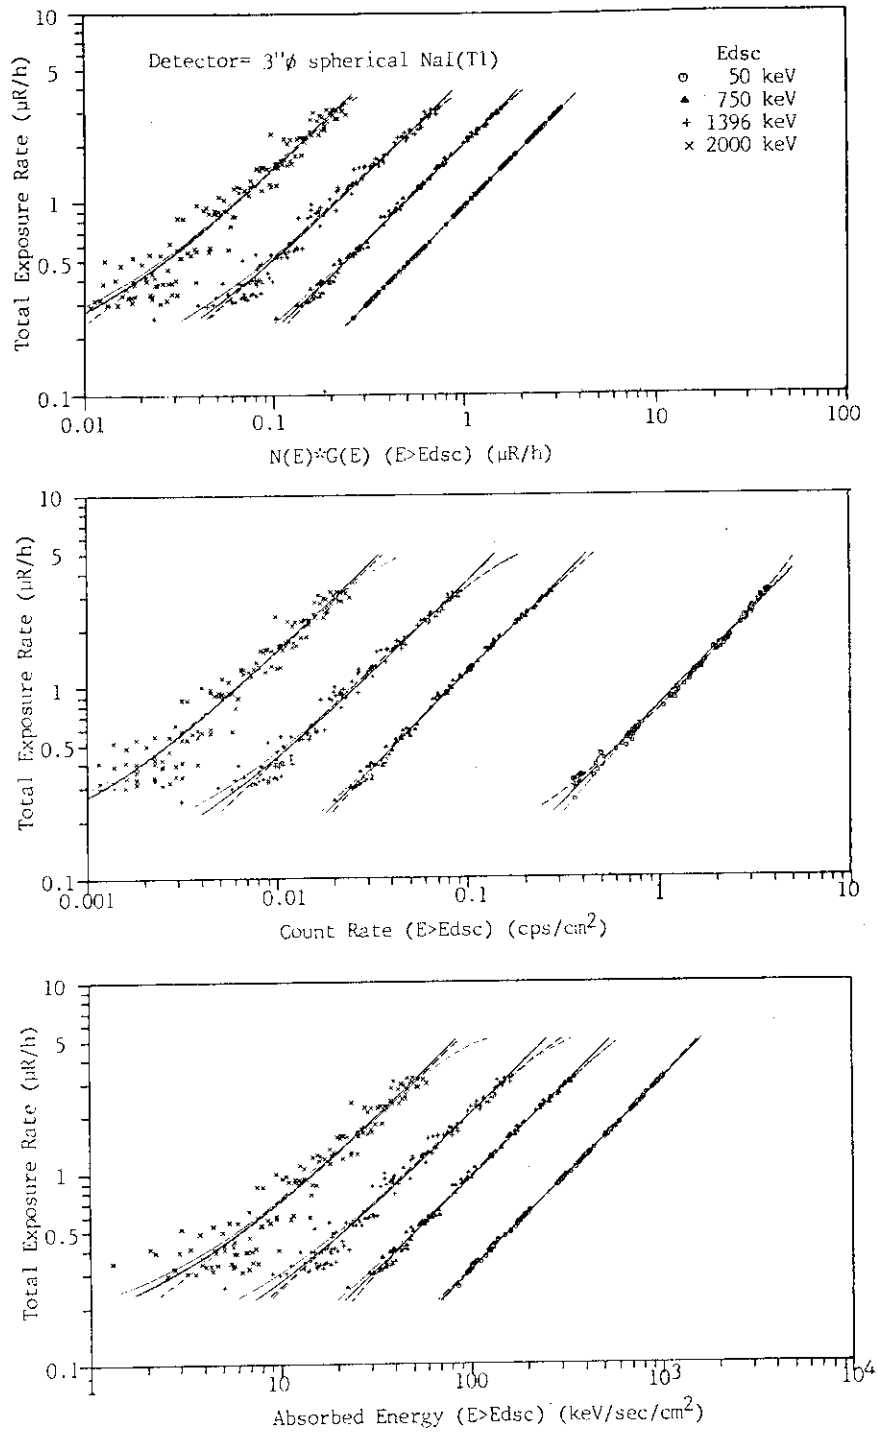 10
5
1
0.5
0.1
Total Exposure Rate (μR/h)
Detector= 3"ø spherical NaI(Tl)
Edsc
50 keV
750 keV
1396 keV
2000 keV
0.01 0.1 1 10 100
N(E)*G(E) (E>Edsc) (μR/h)
10
5
1
0.5
0.1
Total Exposure Rate (μR/h)
0.001 0.01 0.1 1 10
Count Rate (E>Edsc) (cps/cm²)
10
5
1
0.5
0.1
Total Exposure Rate (μR/h)
1 10 100 10³ 10⁴
Absorbed Energy (E>Edsc) (keV/sec/cm²)